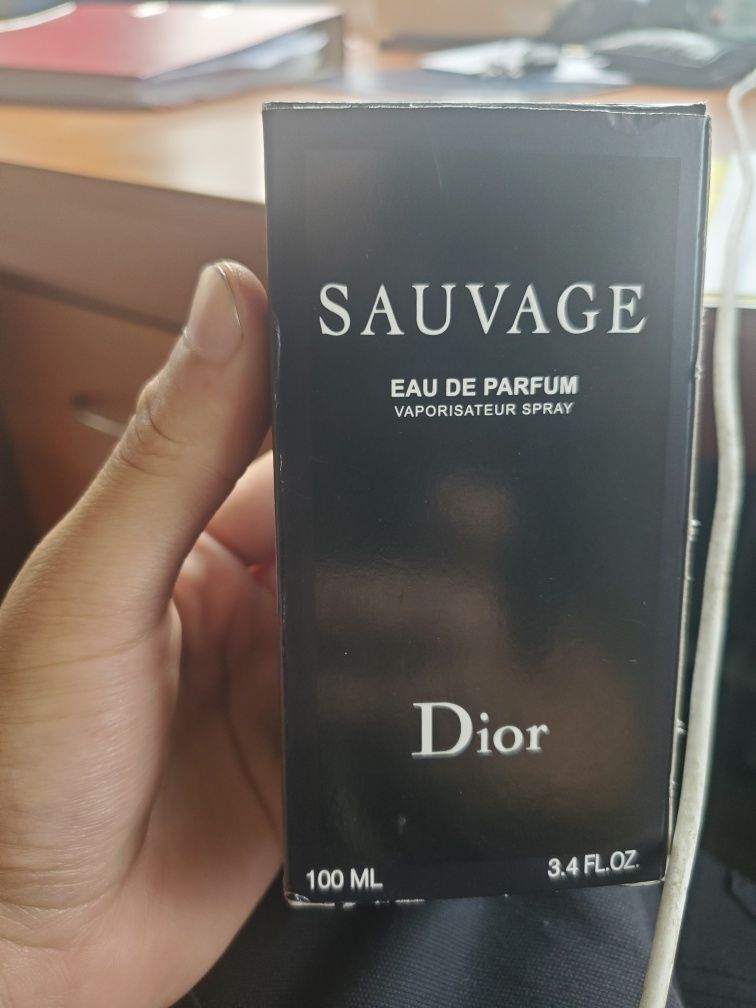 SAUVAGE
EAU DE PARFUM
VAPORISATEUR SPRAY
Dior
100 ML 3.4 FL.OZ.